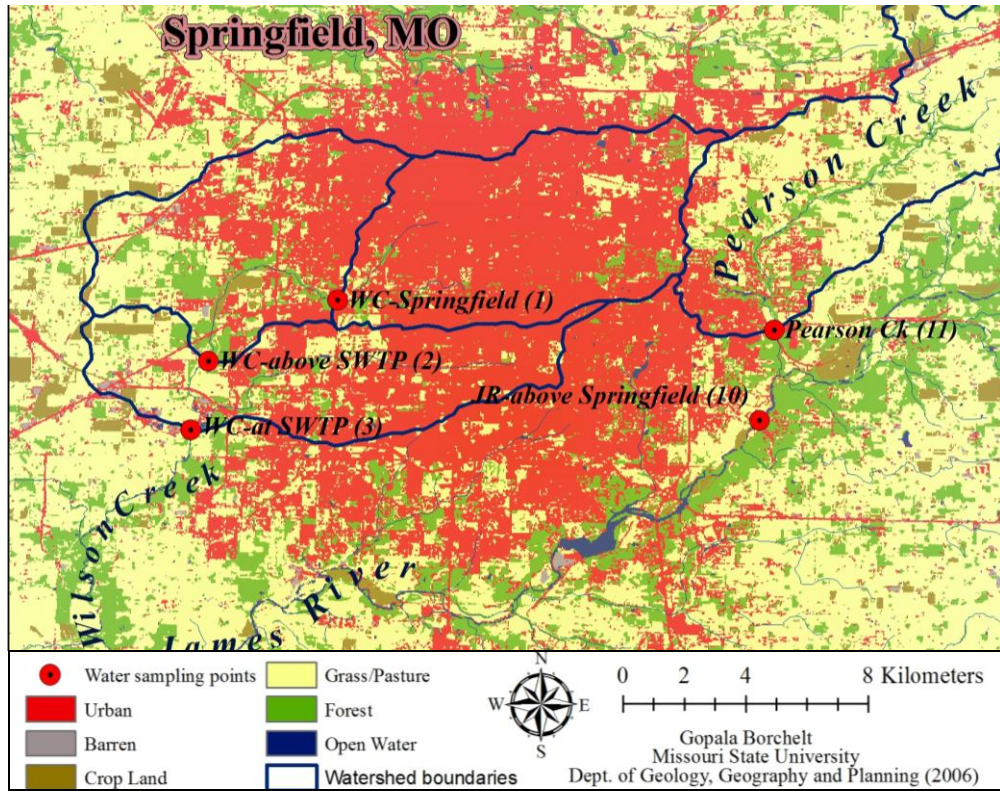 Springfield, MO
Pearson Creek
WC-Springfield (1)
Pearson Ck (11)
WC-above SWTP (2)
JR-above Springfield (10)
WC-at SWTP (3)
Wilson Creek
James River
Water sampling points
Grass/Pasture
Urban
Forest
Barren
Open Water
Crop Land
Watershed boundaries
N
W E
S
0 2 4 8 Kilometers
Gopala Borchelt
Missouri State University
Dept. of Geology, Geography and Planning (2006)